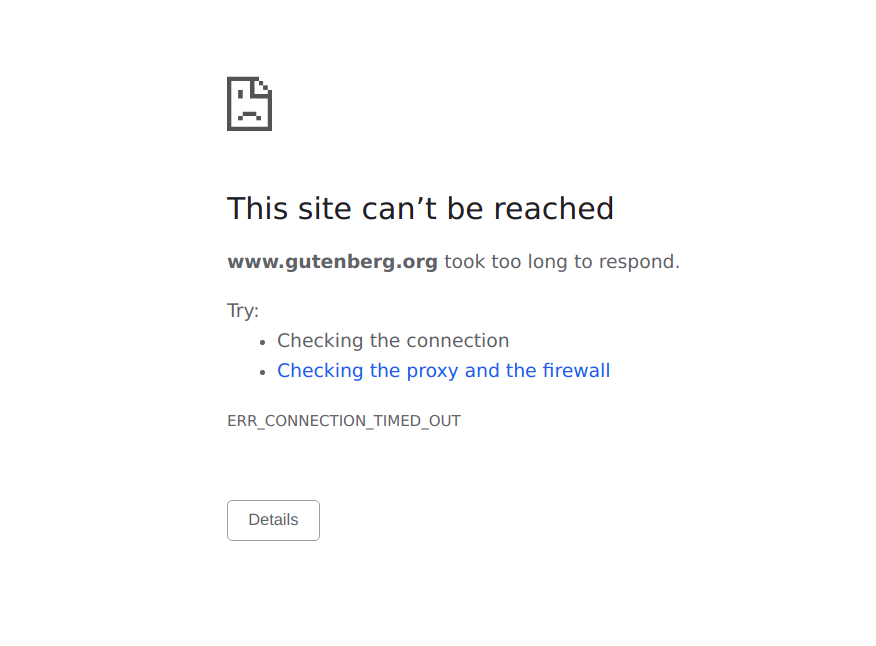 This site can’t be reached
www.gutenberg.org took too long to respond.
Try:
Checking the connection
Checking the proxy and the firewall
ERR_CONNECTION_TIMED_OUT
Details